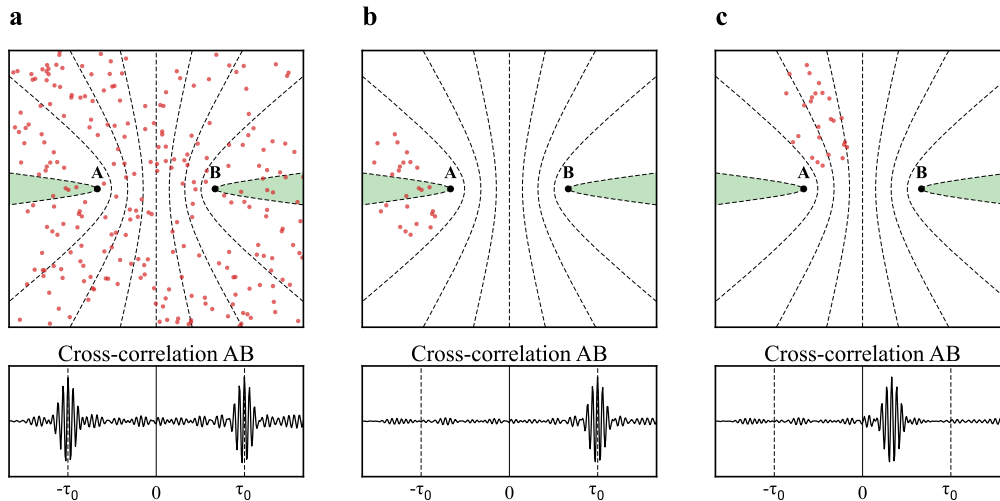 a b c
A B
A B
A B
Cross-correlation AB
Cross-correlation AB
Cross-correlation AB
-τ₀ 0 τ₀
-τ₀ 0 τ₀
-τ₀ 0 τ₀